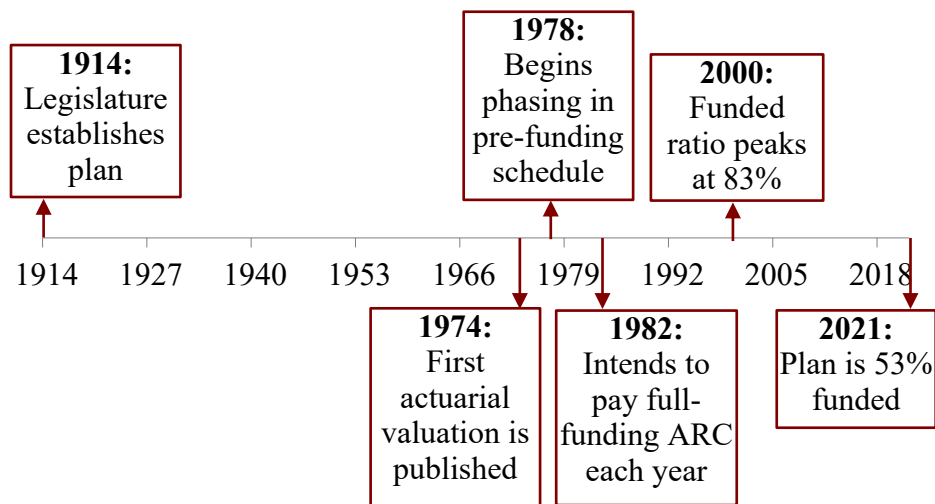 1914:
Legislature
establishes
plan
1978:
Begins
phasing in
pre-funding
schedule
2000:
Funded
ratio peaks
at 83%
1914 1927 1940 1953 1966 1979 1992 2005 2018
1974:
First
actuarial
valuation is
published
1982:
Intends to
pay full-
funding ARC
each year
2021:
Plan is 53%
funded